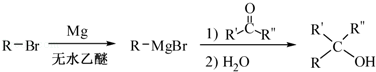 R—Br Mg 无水乙醚 R—MgBr 1) O R' C R" 2) H₂O R' R" C R OH